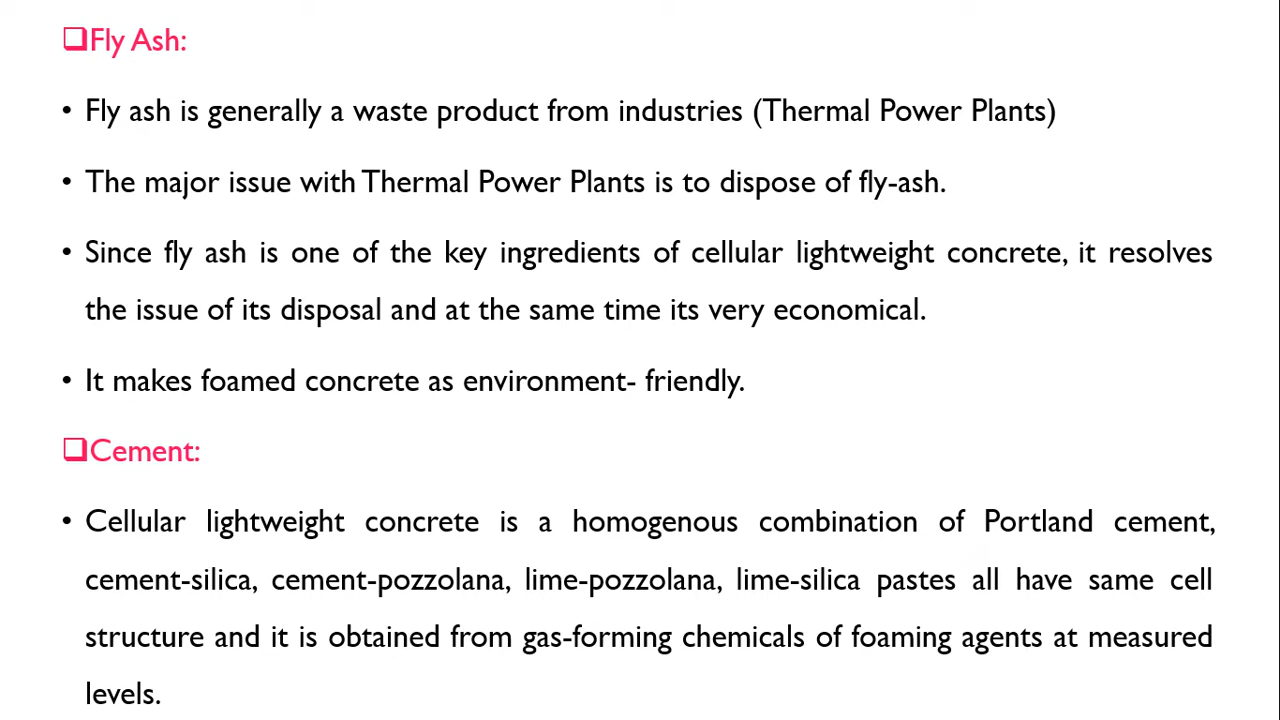 ❑Fly Ash:
• Fly ash is generally a waste product from industries (Thermal Power Plants)
• The major issue with Thermal Power Plants is to dispose of fly-ash.
• Since fly ash is one of the key ingredients of cellular lightweight concrete, it resolves
the issue of its disposal and at the same time its very economical.
• It makes foamed concrete as environment- friendly.
❑Cement:
• Cellular lightweight concrete is a homogenous combination of Portland cement,
cement-silica, cement-pozzolana, lime-pozzolana, lime-silica pastes all have same cell
structure and it is obtained from gas-forming chemicals of foaming agents at measured
levels.